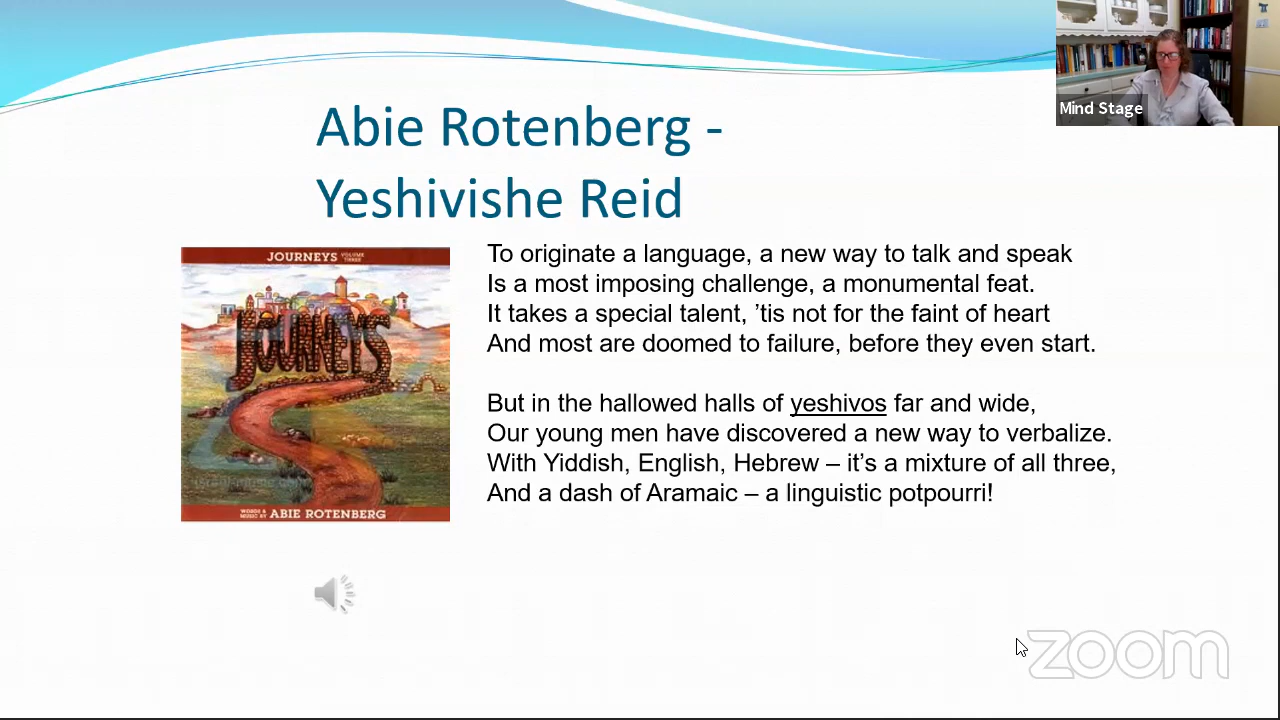 Mind Stage
Abie Rotenberg -
Yeshivishe Reid
JOURNEYS VOLUME THREE
JOURNEYS
WORDS & MUSIC BY ABIE ROTENBERG
To originate a language, a new way to talk and speak
Is a most imposing challenge, a monumental feat.
It takes a special talent, ’tis not for the faint of heart
And most are doomed to failure, before they even start.
But in the hallowed halls of yeshivos far and wide,
Our young men have discovered a new way to verbalize.
With Yiddish, English, Hebrew – it’s a mixture of all three,
And a dash of Aramaic – a linguistic potpourri!
zoom